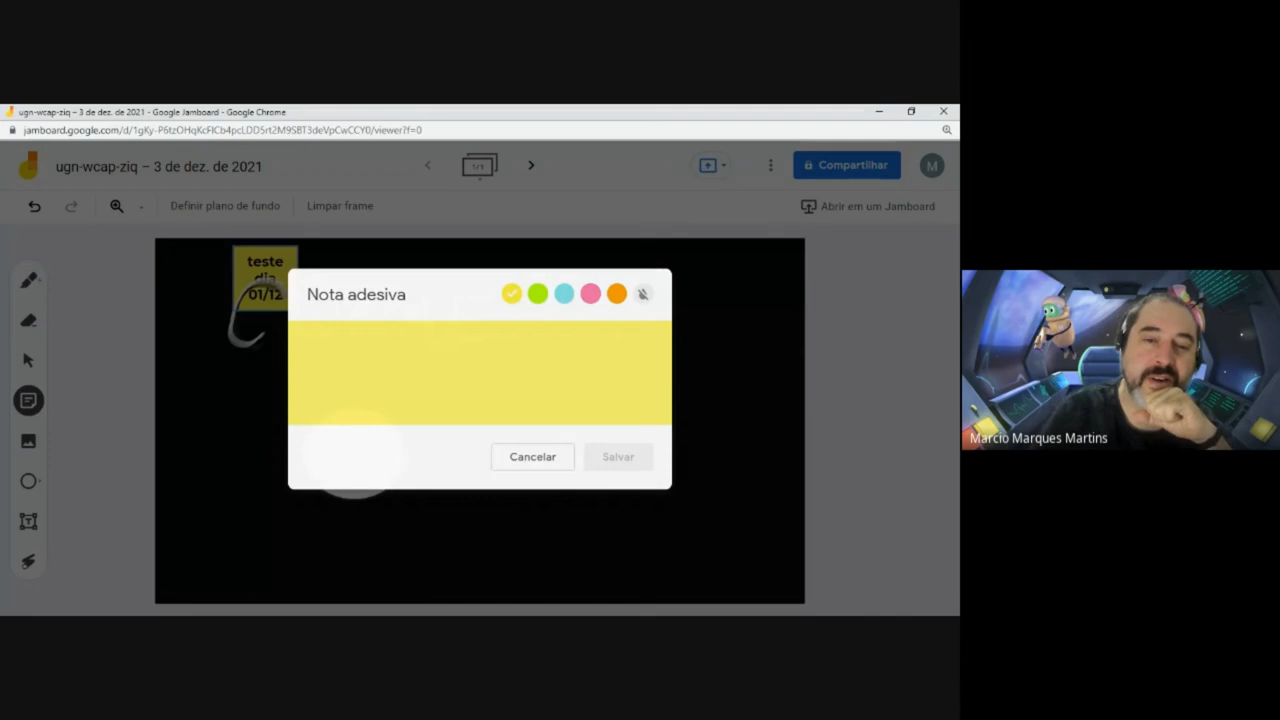 ugn-wcap-ziq – 3 de dez. de 2021 - Google Jamboard - Google Chrome
jamboard.google.com/d/1gKy-P6tzOHqKcFlCb4pcLDD5rt2M9SBT3deVpCwCCY0/viewer?f=0
ugn-wcap-ziq – 3 de dez. de 2021
1/1
Compartilhar
M
Definir plano de fundo
Limpar frame
Abrir em um Jamboard
teste
dia
01/12
Nota adesiva
Cancelar
Salvar
Marcio Marques Martins